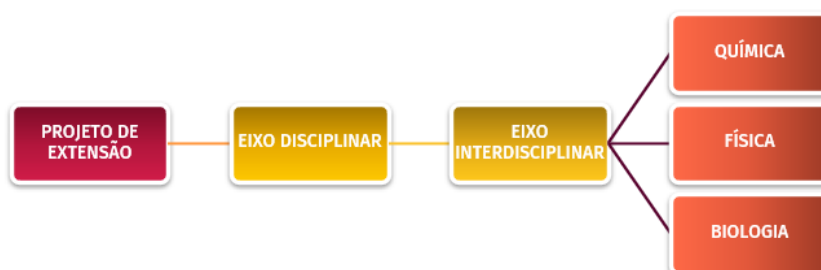 PROJETO DE
EXTENSÃO
EIXO DISCIPLINAR
EIXO
INTERDISCIPLINAR
QUÍMICA
FÍSICA
BIOLOGIA